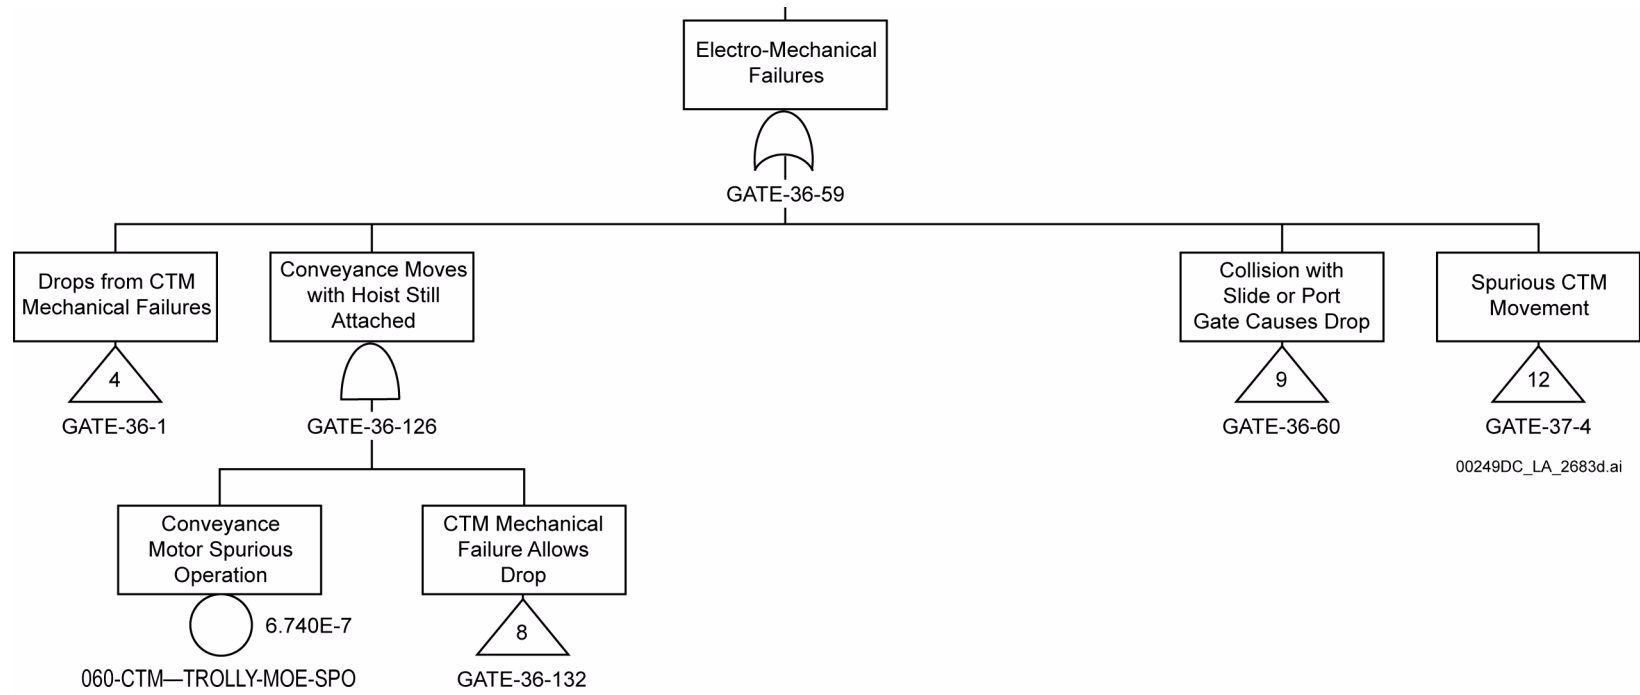 Electro-Mechanical
Failures
GATE-36-59
Drops from CTM
Mechanical Failures
4
GATE-36-1
Conveyance Moves
with Hoist Still
Attached
GATE-36-126
Collision with
Slide or Port
Gate Causes Drop
9
GATE-36-60
Spurious CTM
Movement
12
GATE-37-4
00249DC_LA_2683d.ai
Conveyance
Motor Spurious
Operation
6.740E-7
060-CTM—TROLLY-MOE-SPO
CTM Mechanical
Failure Allows
Drop
8
GATE-36-132